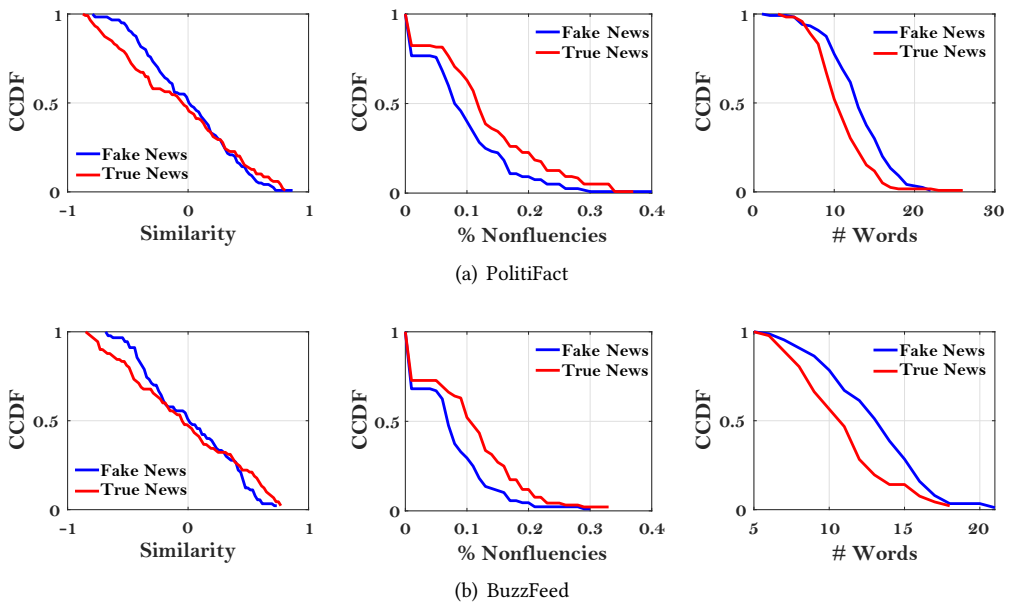 1
0.5
0
CCDF
Fake News
True News
-1
0
1
Similarity
1
0.5
0
CCDF
Fake News
True News
0
0.1
0.2
0.3
0.4
% Nonfluencies
1
0.5
0
CCDF
Fake News
True News
0
10
20
30
# Words
(a) PolitiFact
1
0.5
0
CCDF
Fake News
True News
-1
0
1
Similarity
1
0.5
0
CCDF
Fake News
True News
0
0.1
0.2
0.3
0.4
% Nonfluencies
1
0.5
0
CCDF
Fake News
True News
5
10
15
20
# Words
(b) BuzzFeed